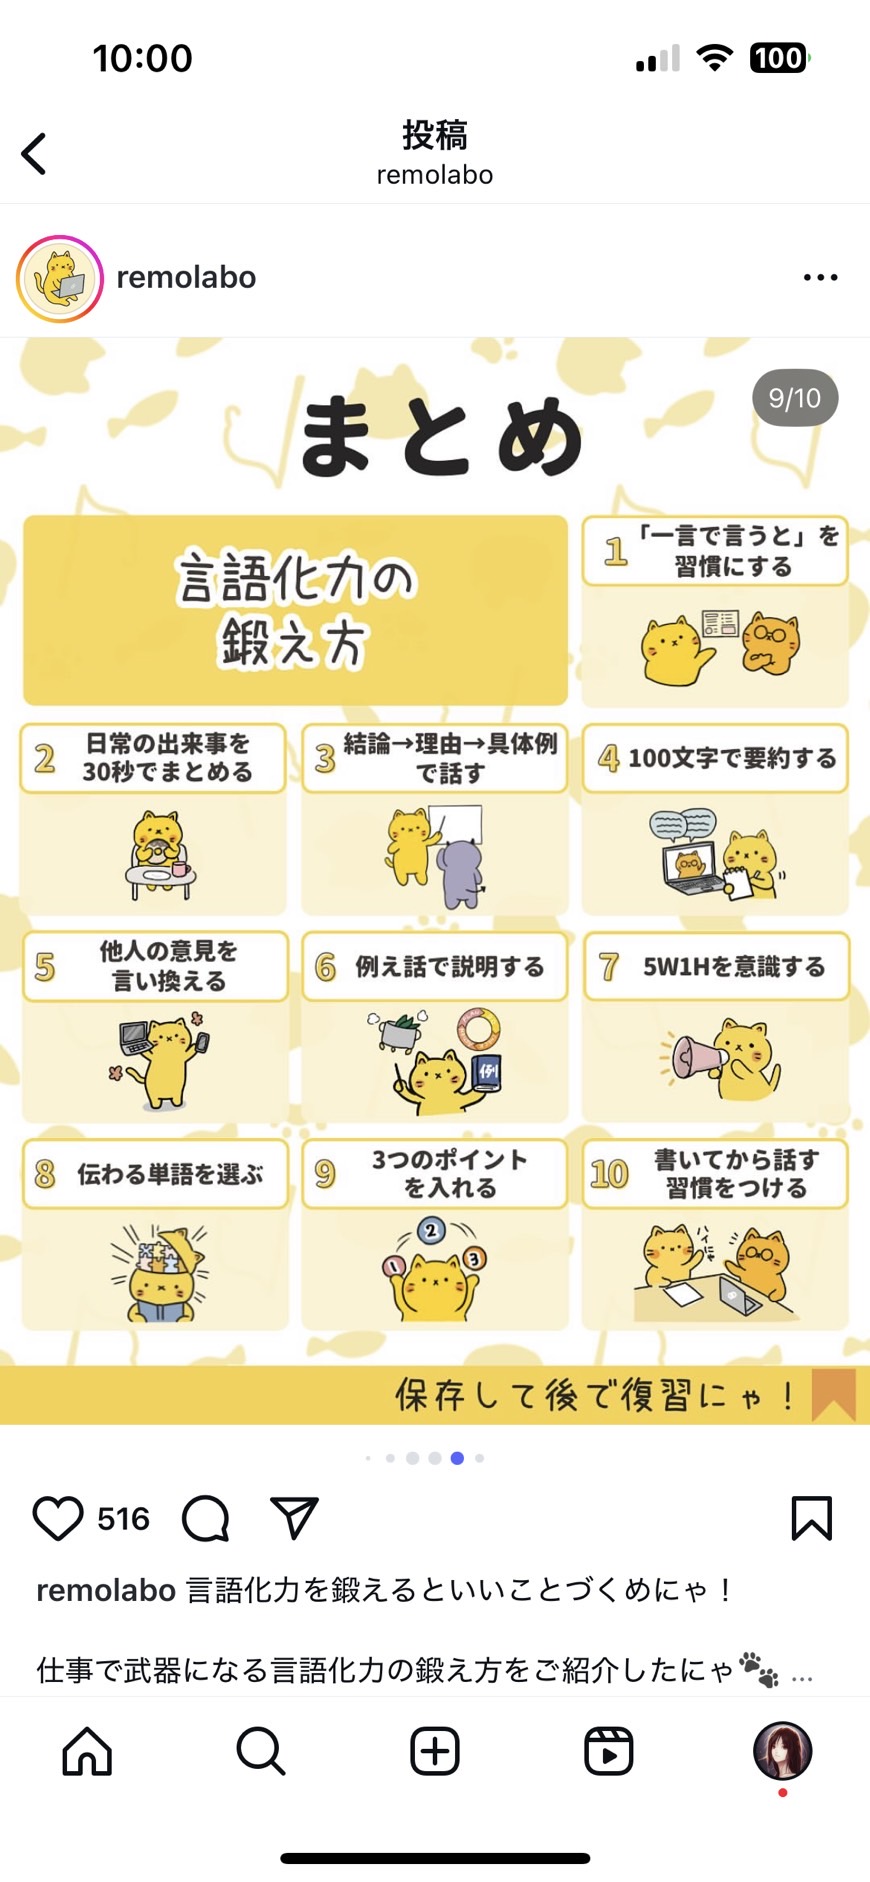 10:00
100
投稿
remolabo
remolabo
まとめ
9/10
言語化力の
鍛え方
1
「一言で言うと」を
習慣にする
2
日常の出来事を
30秒でまとめる
3
結論→理由→具体例
で話す
4
100文字で要約する
5
他人の意見を
言い換える
6
例え話で説明する
例
7
5W1Hを意識する
8
伝わる単語を選ぶ
9
3つのポイント
を入れる
1
2
3
10
書いてから話す
習慣をつける
保存して後で復習にゃ！
516
remolabo 言語化力を鍛えるといいことづくめにゃ！
仕事で武器になる言語化力の鍛え方をご紹介したにゃ🐾 ...